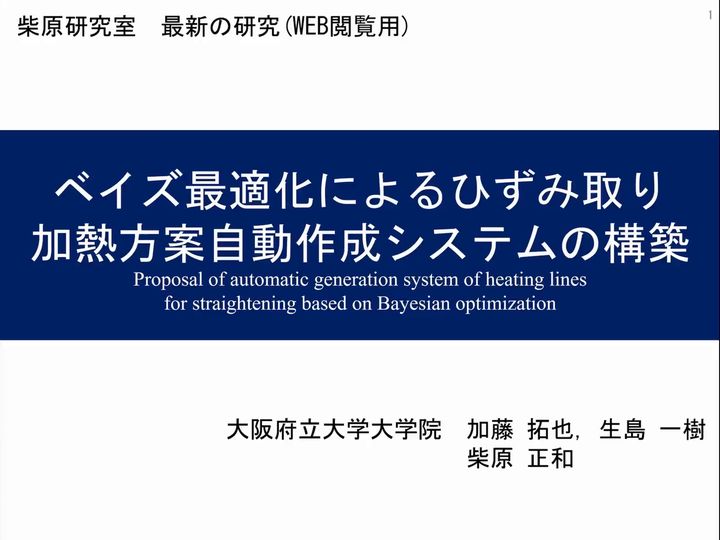 柴原研究室　最新の研究(WEB閲覧用)
1
ベイズ最適化によるひずみ取り
加熱方案自動作成システムの構築
Proposal of automatic generation system of heating lines
for straightening based on Bayesian optimization
大阪府立大学大学院　加藤 拓也, 生島 一樹
柴原 正和